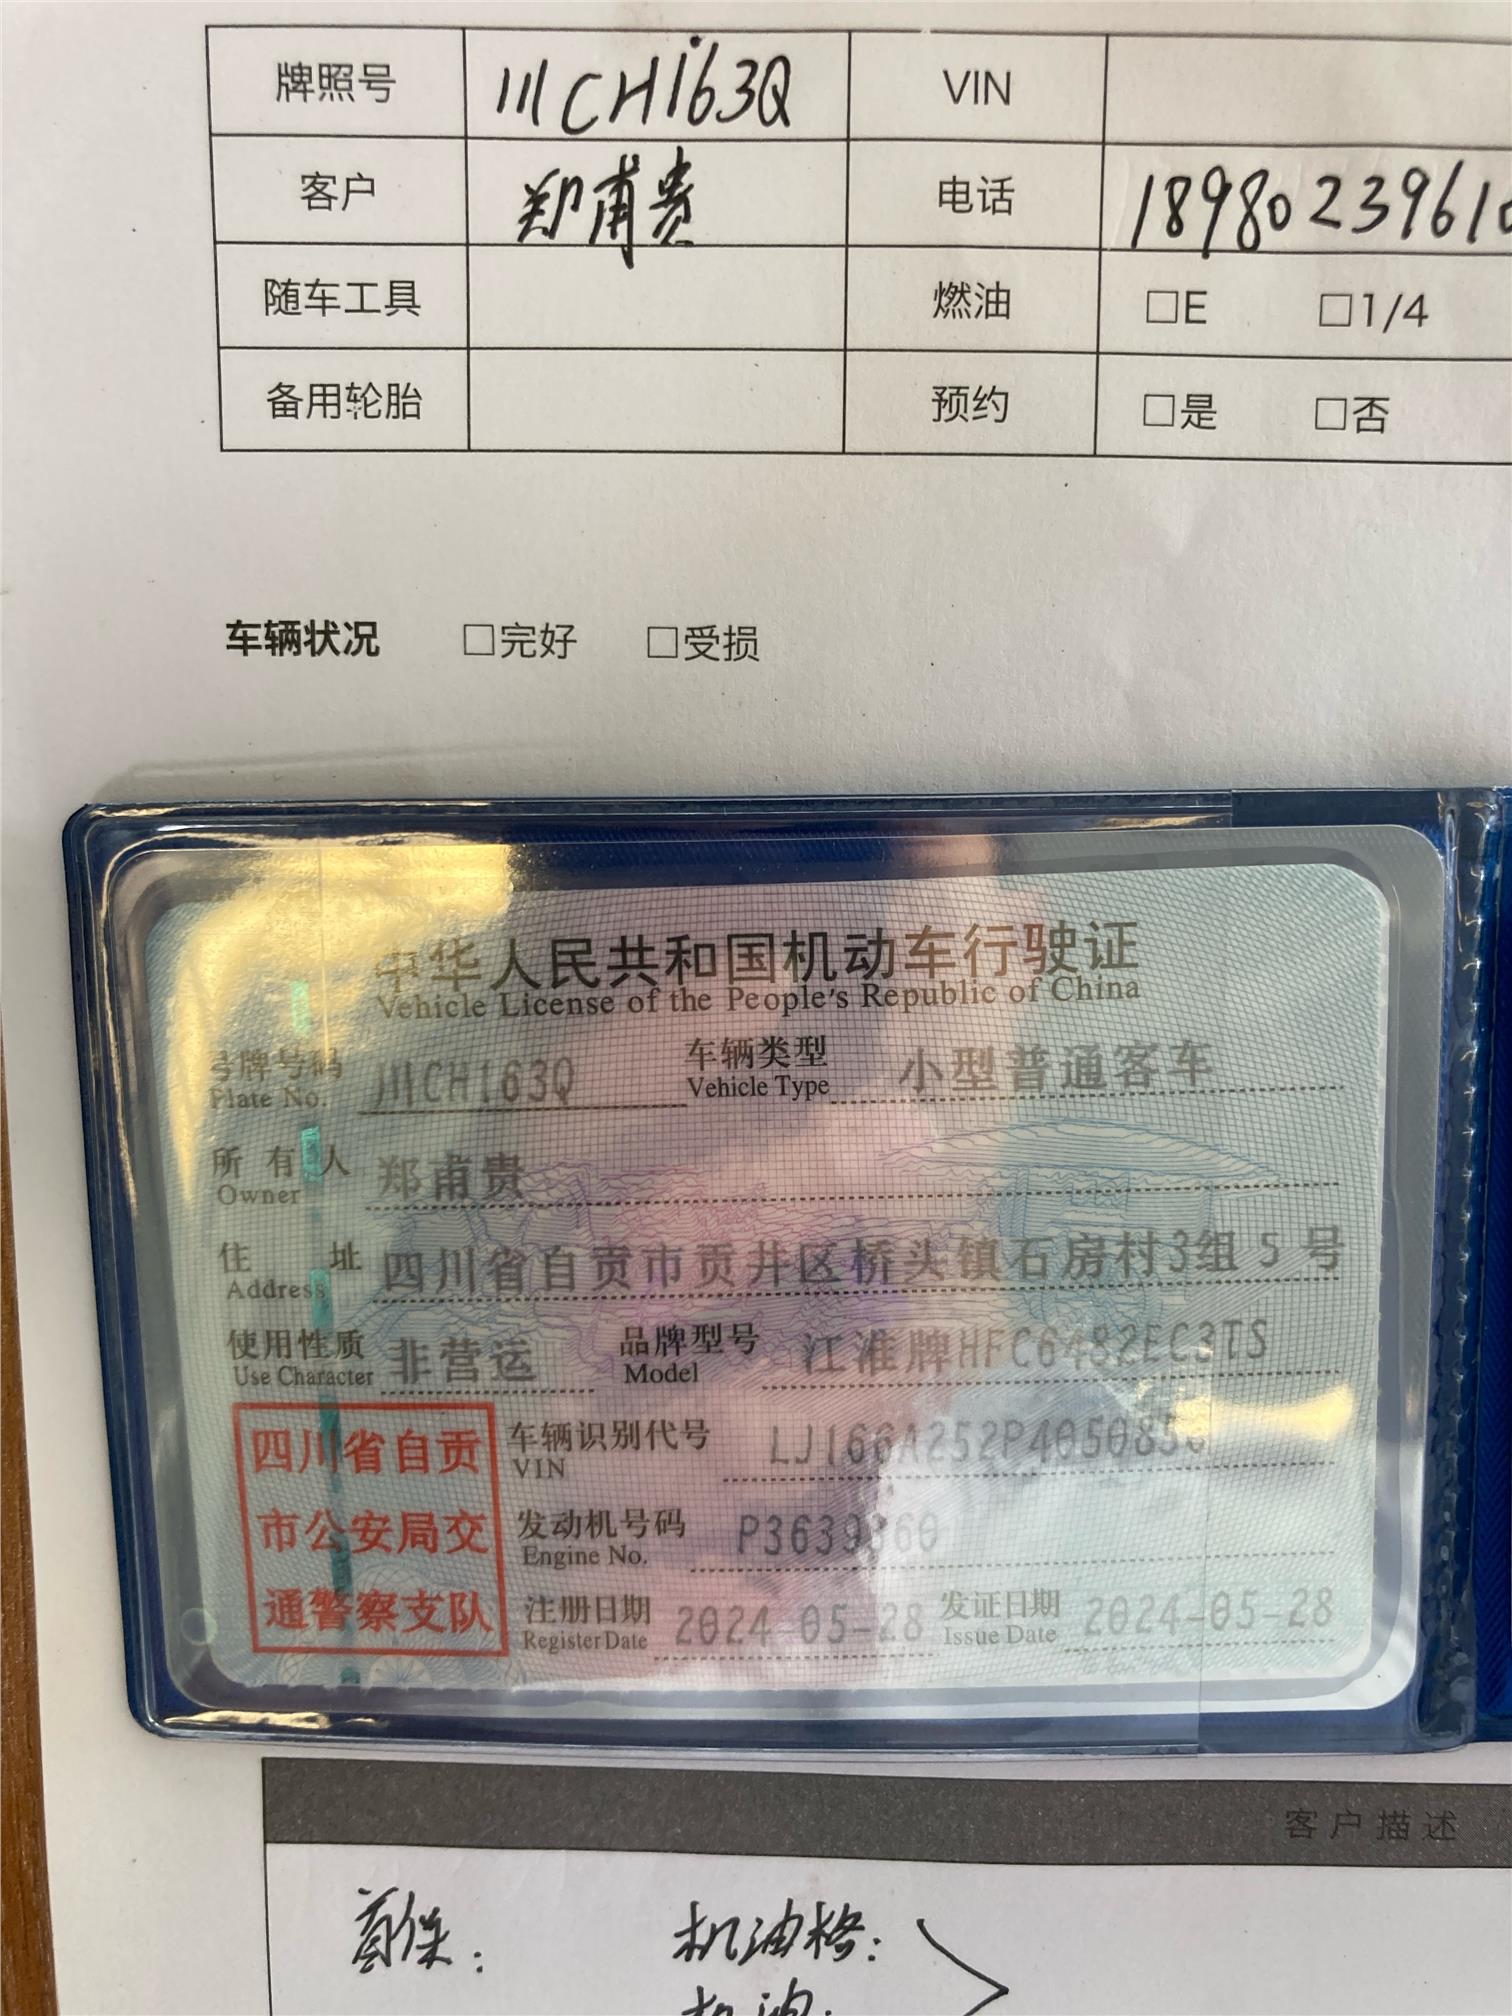 牌照号 川CH163Q VIN
客户 郑甫贵 电话 1898023961
随车工具 燃油 □E □1/4
备用轮胎 预约 □是 □否
车辆状况 □完好 □受损
中华人民共和国机动车行驶证
Vehicle License of the People's Republic of China
号牌号码 川CH163Q 车辆类型 小型普通客车
Plate No. Vehicle Type
所有人 郑甫贵
Owner
住址 四川省自贡市贡井区桥头镇石房村3组5号
Address
使用性质 非营运 品牌型号 江淮牌HFC6482EC3TS
Use Character Model
四川省自贡
市公安局交
通警察支队
车辆识别代号
VIN
发动机号码 P3639360
Engine No.
注册日期 2024-05-28 发证日期 2024-05-28
Register Date Issue Date
客户描述
首保: 机油格:
机油: